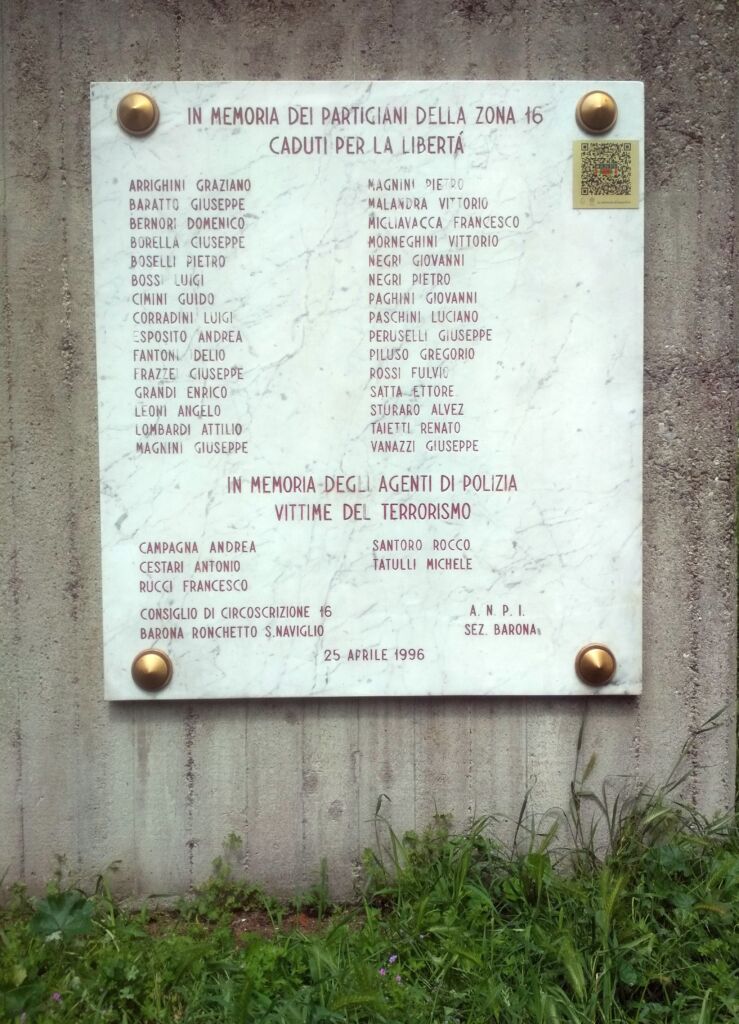 IN MEMORIA DEI PARTIGIANI DELLA ZONA 16
CADUTI PER LA LIBERTÁ
ARRIGHINI GRAZIANO
BARATTO GIUSEPPE
BERNORI DOMENICO
BORELLA GIUSEPPE
BOSELLI PIETRO
BOSSI LUIGI
CIMINI GUIDO
CORRADINI LUIGI
ESPOSITO ANDREA
FANTONI DELIO
FRAZZEI GIUSEPPE
GRANDI ENRICO
LEONI ANGELO
LOMBARDI ATTILIO
MAGNINI GIUSEPPE
MAGNINI PIETRO
MALANDRA VITTORIO
MIGLIAVACCA FRANCESCO
MORNEGHINI VITTORIO
NEGRI GIOVANNI
NEGRI PIETRO
PAGHINI GIOVANNI
PASCHINI LUCIANO
PERUSELLI GIUSEPPE
PILUSO GREGORIO
ROSSI FULVIO
SATTA ETTORE
STURARO ALVEZ
TAIETTI RENATO
VANAZZI GIUSEPPE
IN MEMORIA DEGLI AGENTI DI POLIZIA
VITTIME DEL TERRORISMO
CAMPAGNA ANDREA
CESTARI ANTONIO
RUCCI FRANCESCO
SANTORO ROCCO
TATULLI MICHELE
CONSIGLIO DI CIRCOSCRIZIONE 16
BARONA RONCHETTO S.NAVIGLIO
A. N. P. I.
SEZ. BARONA
25 APRILE 1996